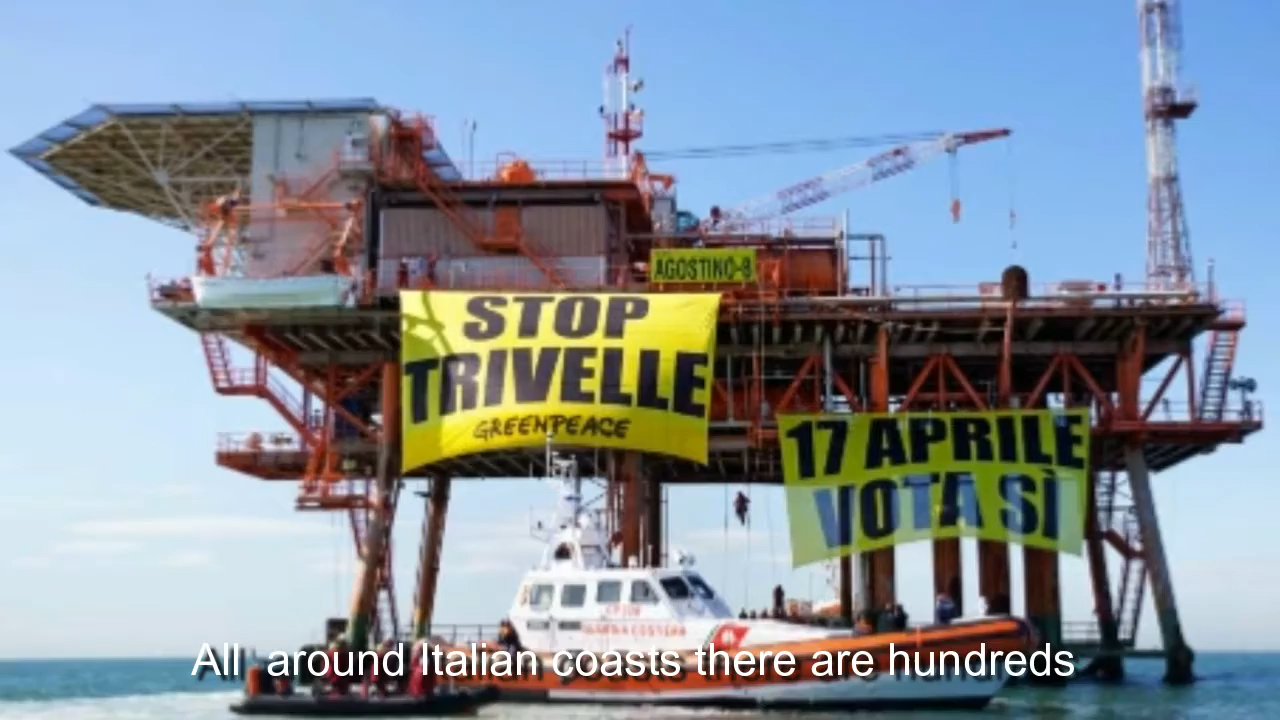 AGOSTINO-B
STOP
TRIVELLE
GREENPEACE
17 APRILE
VOTA SÌ
GUARDIA COSTIERA
All around Italian coasts there are hundreds